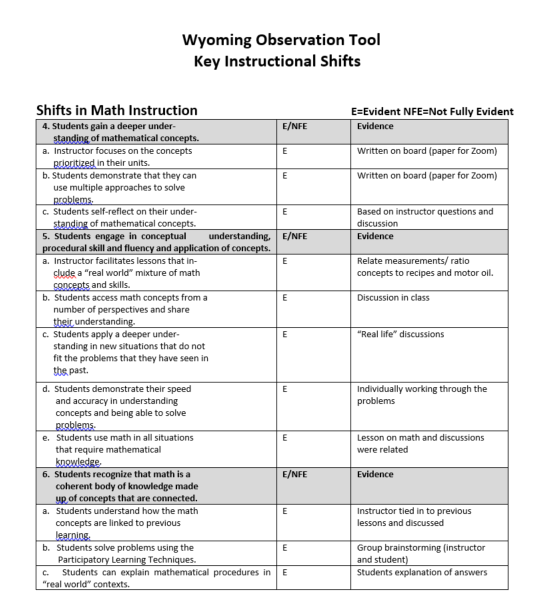 Wyoming Observation Tool
Key Instructional Shifts
Shifts in Math Instruction E=Evident NFE=Not Fully Evident
4. Students gain a deeper under- E/NFE Evidence
standing of mathematical concepts.
a. Instructor focuses on the concepts E Written on board (paper for Zoom)
prioritized in their units.
b. Students demonstrate that they can E Written on board (paper for Zoom)
use multiple approaches to solve
problems.
c. Students self-reflect on their under- E Based on instructor questions and
standing of mathematical concepts. discussion
5. Students engage in conceptual understanding, E/NFE Evidence
procedural skill and fluency and application of concepts.
a. Instructor facilitates lessons that in- E Relate measurements/ ratio
clude a “real world” mixture of math concepts to recipes and motor oil.
concepts and skills.
b. Students access math concepts from a E Discussion in class
number of perspectives and share
their understanding.
c. Students apply a deeper under- E “Real life” discussions
standing in new situations that do not
fit the problems that they have seen in
the past.
d. Students demonstrate their speed E Individually working through the
and accuracy in understanding problems
concepts and being able to solve
problems.
e. Students use math in all situations E Lesson on math and discussions
that require mathematical were related
knowledge.
6. Students recognize that math is a E/NFE Evidence
coherent body of knowledge made
up of concepts that are connected.
a. Students understand how the math E Instructor tied in to previous
concepts are linked to previous lessons and discussed
learning.
b. Students solve problems using the E Group brainstorming (instructor
Participatory Learning Techniques. and student)
c. Students can explain mathematical procedures in E Students explanation of answers
“real world” contexts.